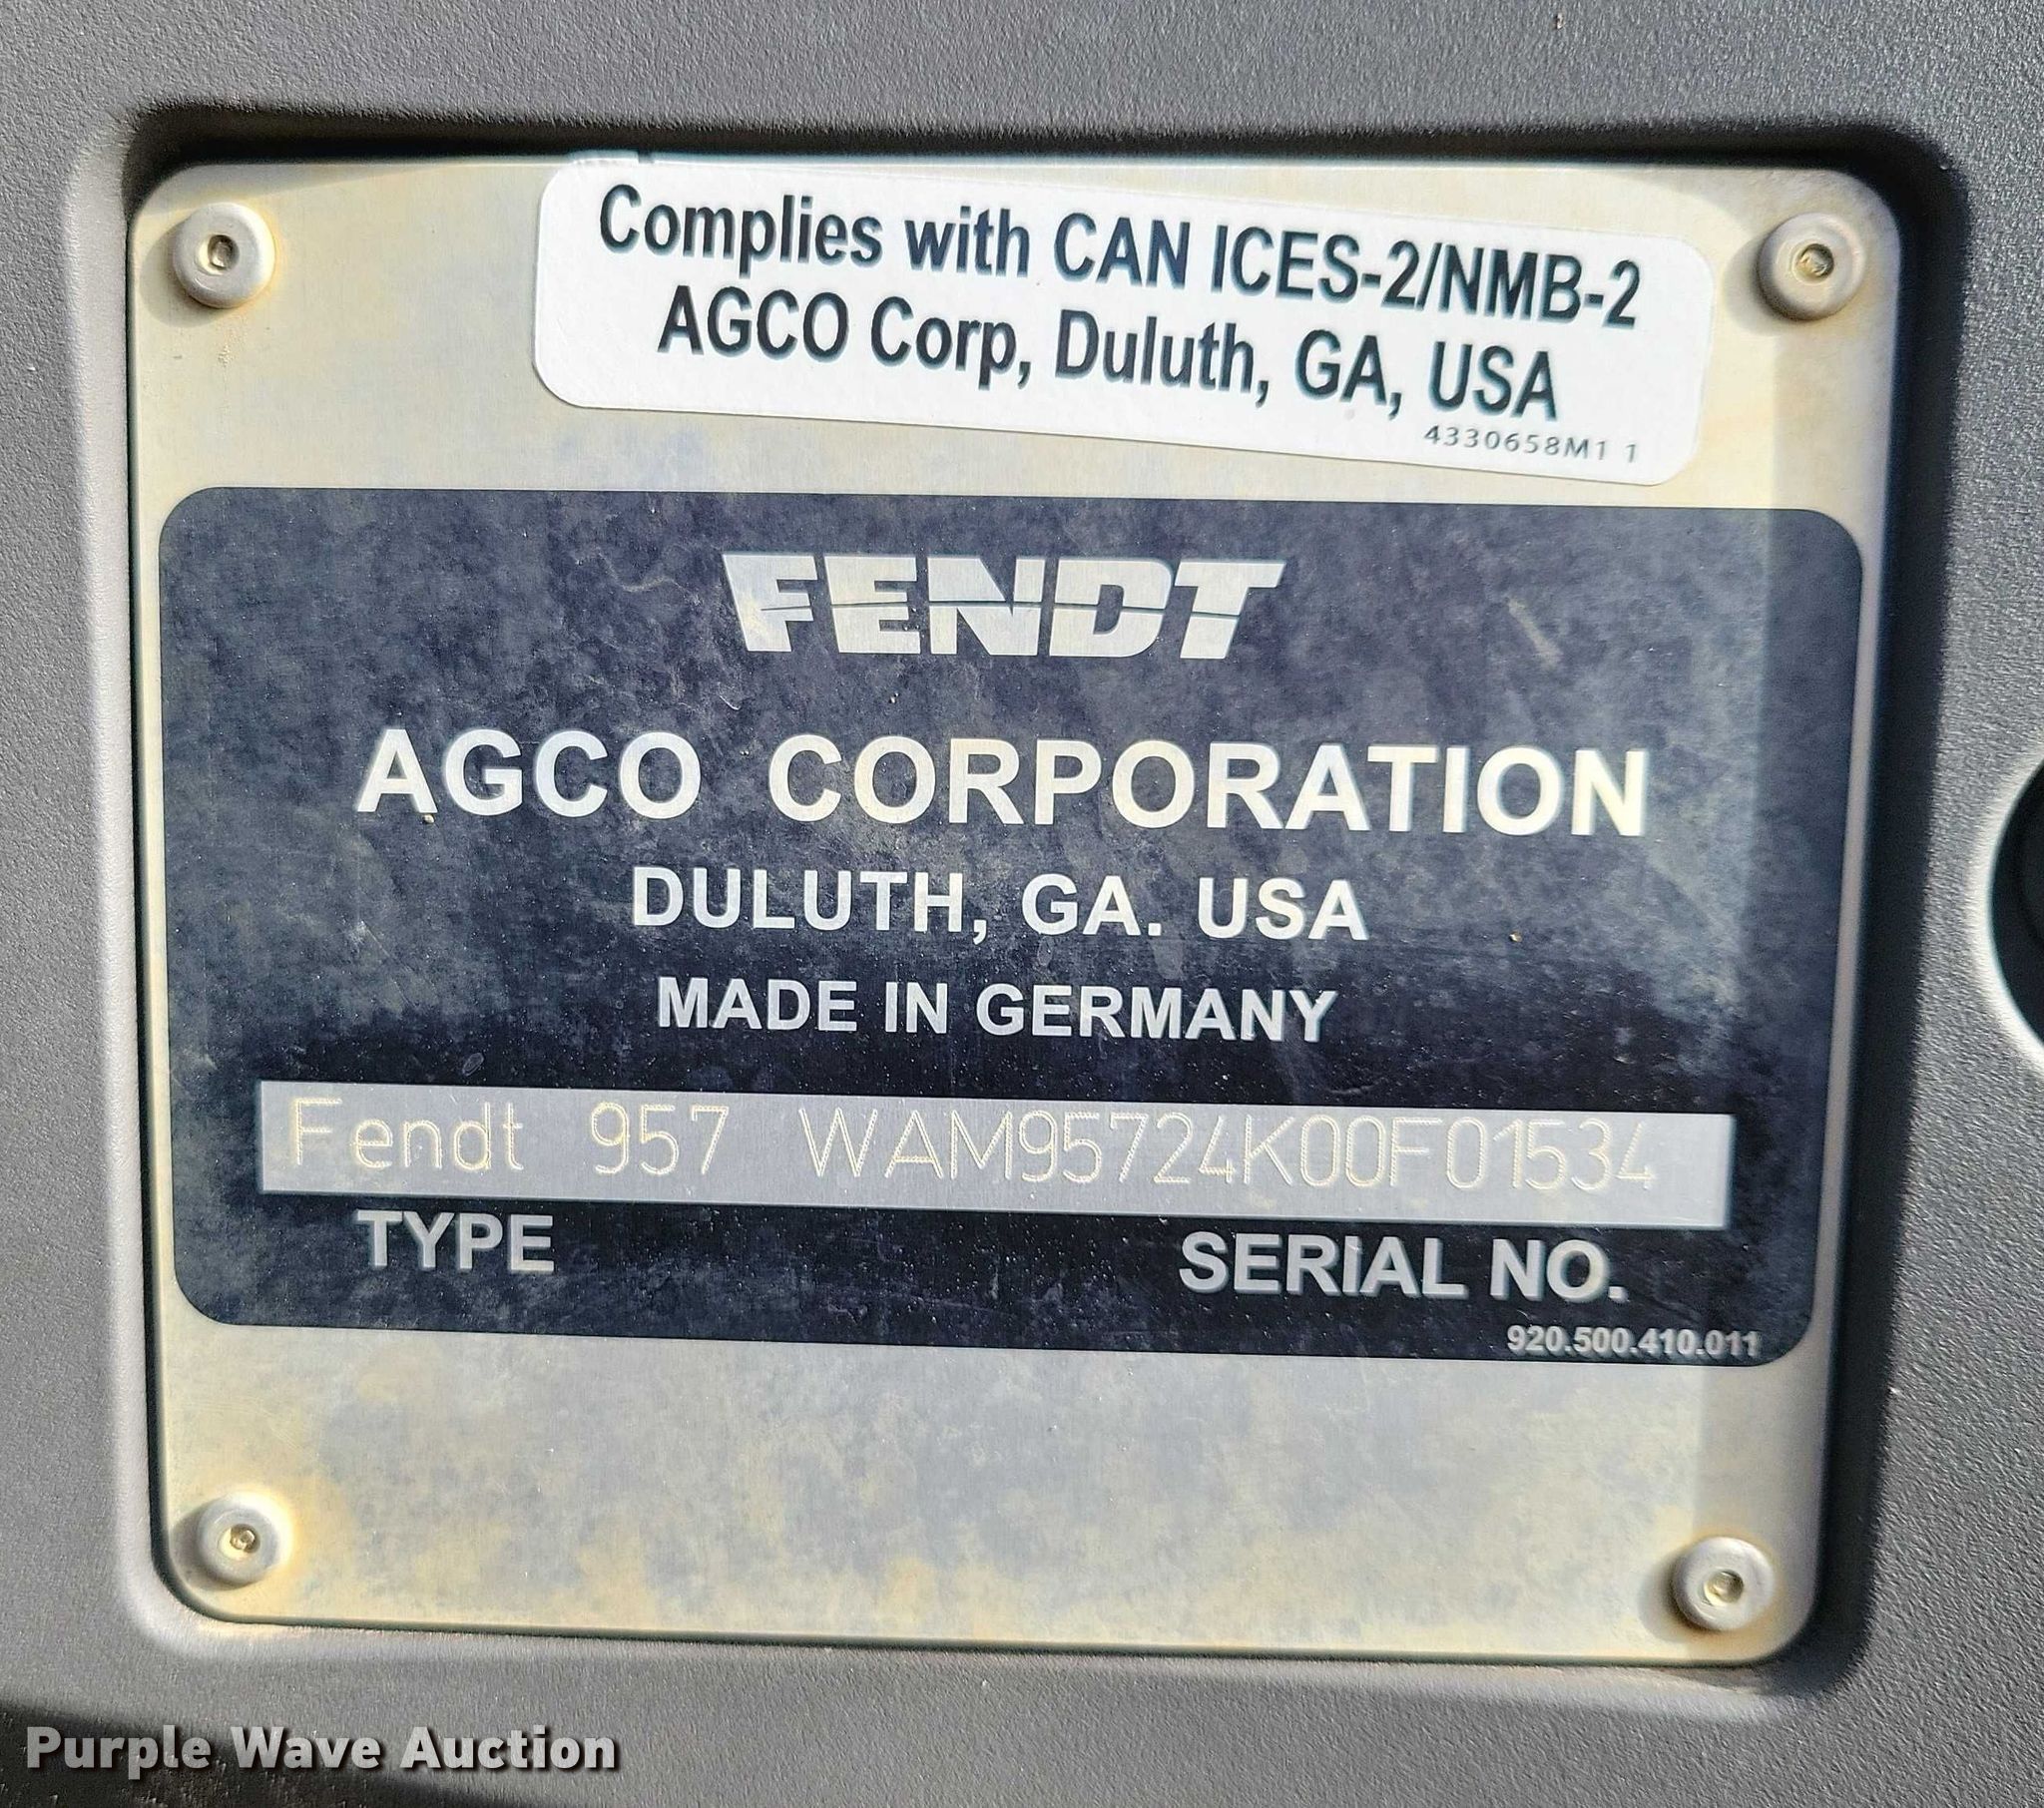 Complies with CAN ICES-2/NMB-2
AGCO Corp, Duluth, GA, USA
4330658M1 1
FENDT
AGCO CORPORATION
DULUTH, GA. USA
MADE IN GERMANY
Fendt 957 WAM95724K00F01534
TYPE SERIAL NO.
920.500.410.011
Purple Wave Auction